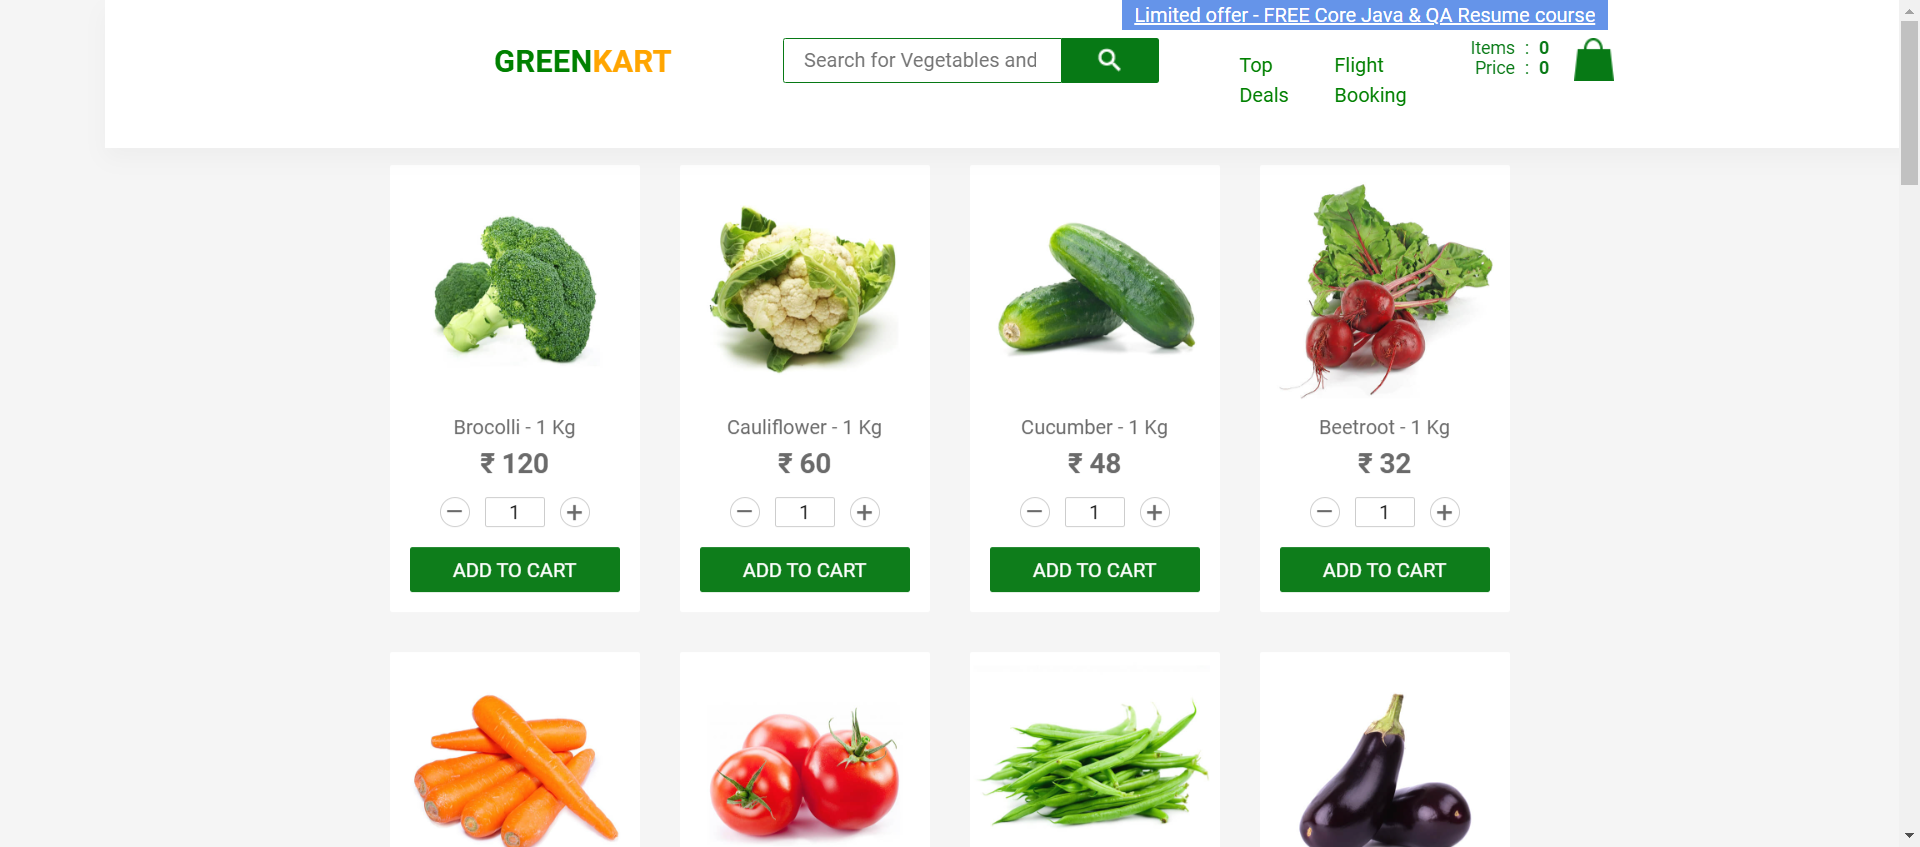 Limited offer - FREE Core Java & QA Resume course
GREENKART
Search for Vegetables and
Top
Deals
Flight
Booking
Items : 0
Price : 0
Brocolli - 1 Kg
₹ 120
1
ADD TO CART
Cauliflower - 1 Kg
₹ 60
1
ADD TO CART
Cucumber - 1 Kg
₹ 48
1
ADD TO CART
Beetroot - 1 Kg
₹ 32
1
ADD TO CART